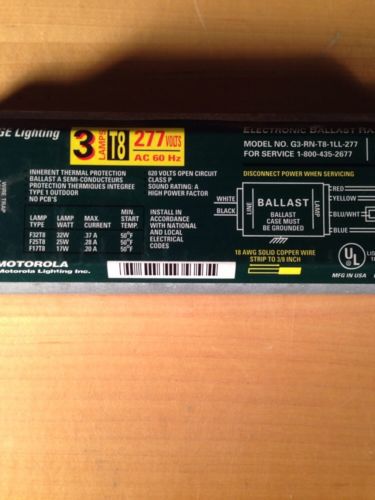 GE Lighting
3 LAMPS T8 277 VOLTS
AC 60 Hz
ELECTRONIC BALLAST
MODEL NO. G3-RN-T8-1LL-277
FOR SERVICE 1-800-435-2677
WIRE TRAP
INHERENT THERMAL PROTECTION
BALLAST A SEMI-CONDUCTEURS
PROTECTION THERMIQUES INTEGREE
TYPE 1 OUTDOOR
NO PCB'S
620 VOLTS OPEN CIRCUIT
CLASS P
SOUND RATING: A
HIGH POWER FACTOR
LAMP TYPE LAMP WATTS MAX. CURRENT MIN. START TEMP.
F32T8 32W .37 A 50°F
F25T8 25W .28 A 50°F
F17T8 17W .20 A 50°F
INSTALL IN
ACCORDANCE
WITH NATIONAL
AND LOCAL
ELECTRICAL
CODES
DISCONNECT POWER WHEN SERVICING
WHITE
BLACK
LINE
BALLAST
BALLAST
CASE MUST
BE GROUNDED
LAMP
RED
YELLOW
BLU/WHT
BLUE
18 AWG SOLID COPPER WIRE
STRIP TO 3/8 INCH
MOTOROLA
Motorola Lighting Inc.
UL
MFG IN USA